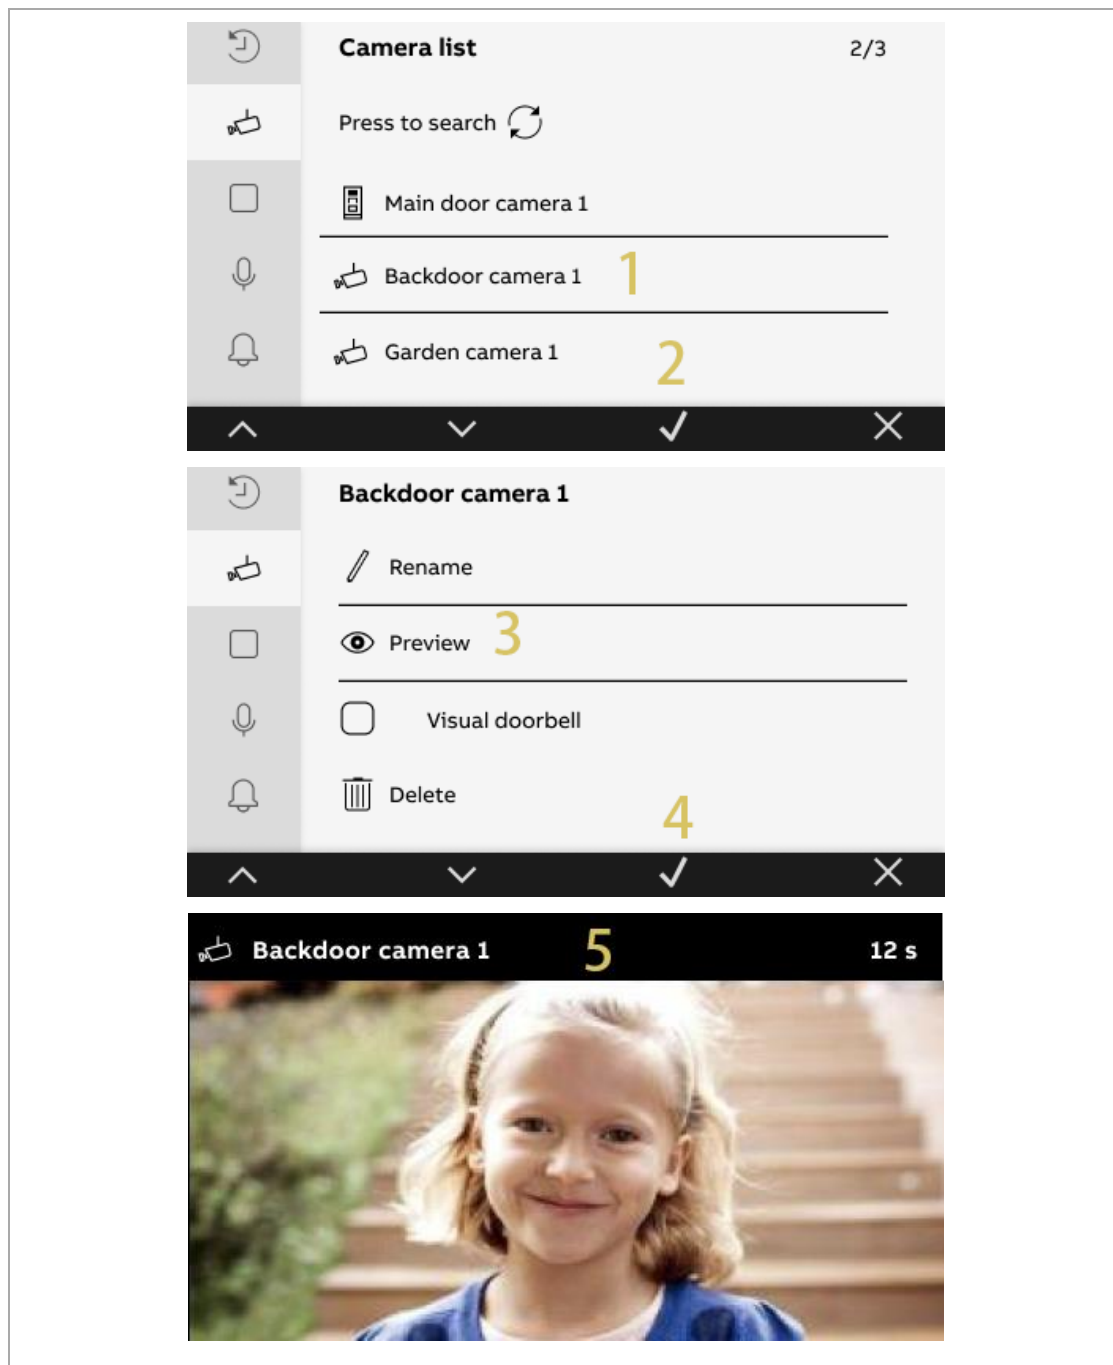 Camera list 2/3
Press to search
Main door camera 1
Backdoor camera 1 1
Garden camera 1 2
Backdoor camera 1
Rename
Preview 3
Visual doorbell
Delete
4
Backdoor camera 1 5 12 s